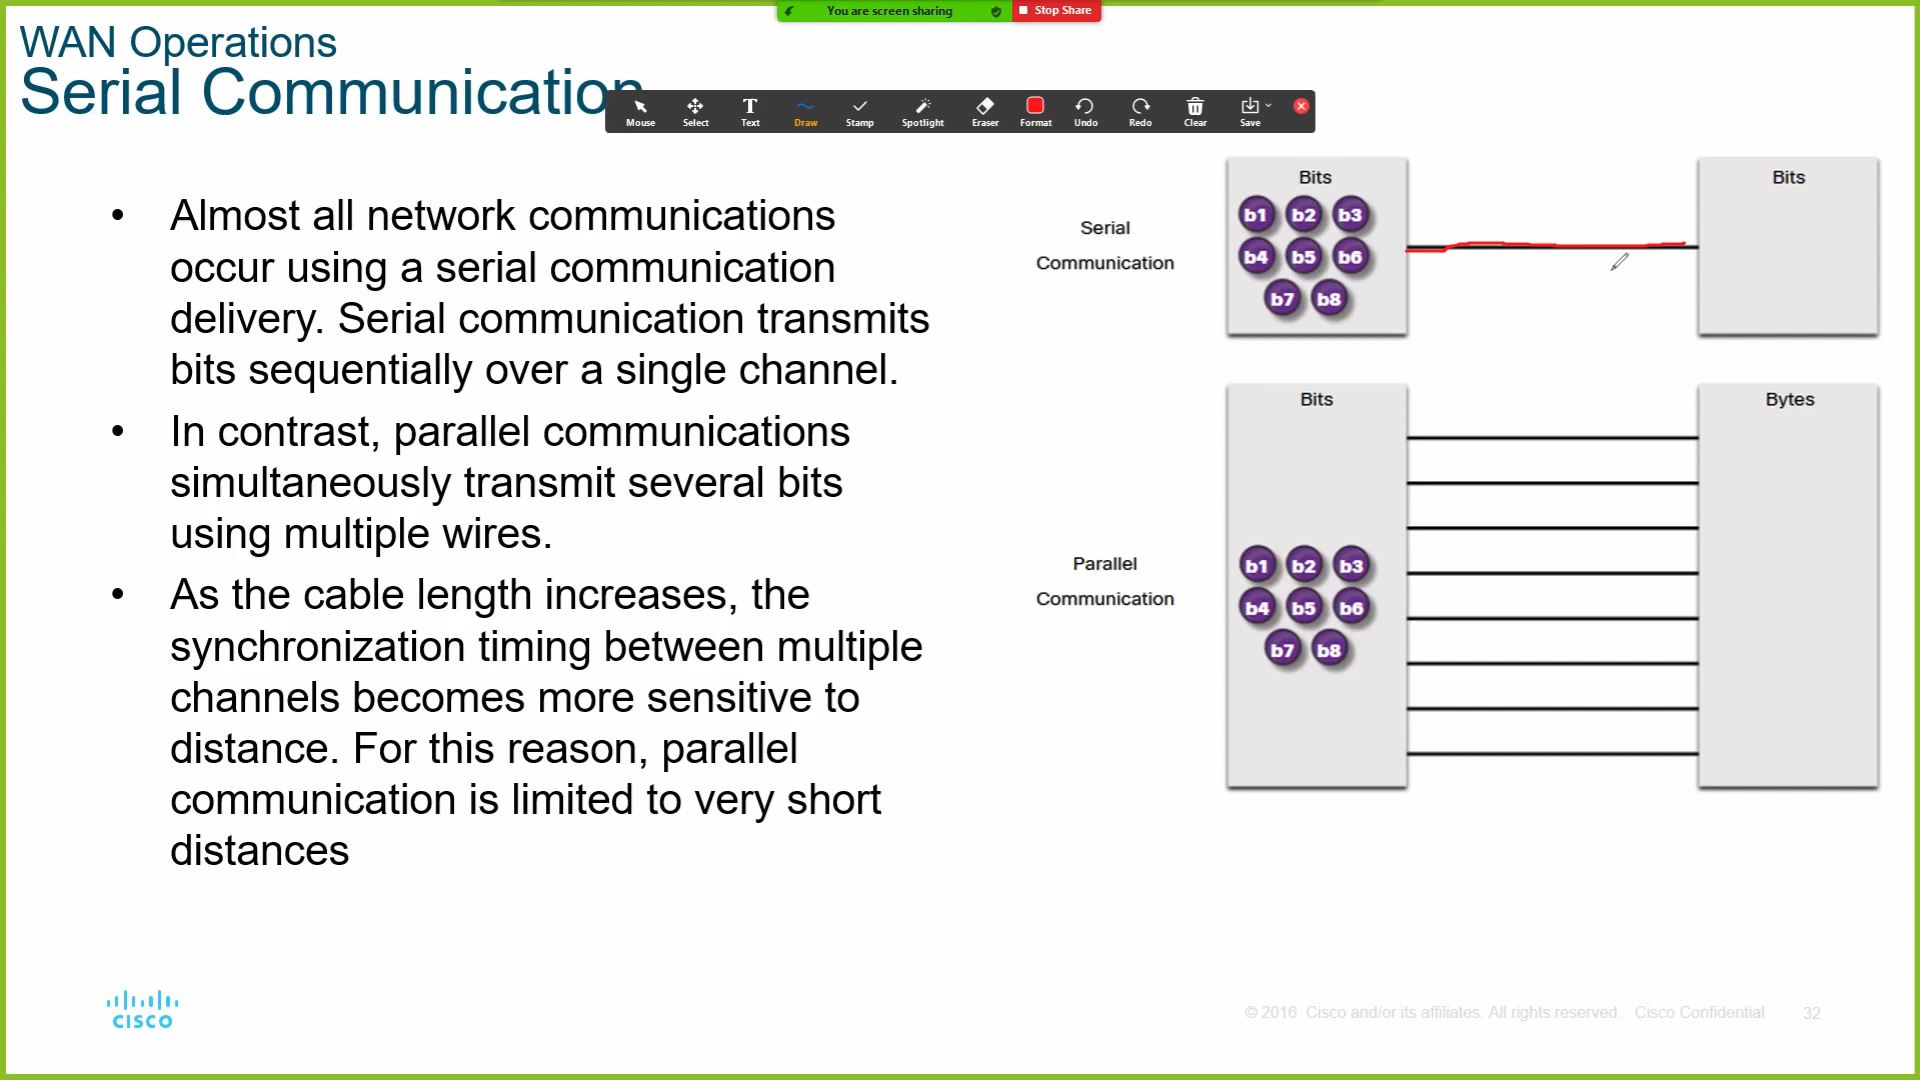 You are screen sharing
Stop Share
WAN Operations
Serial Communication
Mouse
Select
Text
Draw
Stamp
Spotlight
Eraser
Format
Undo
Redo
Clear
Save
• Almost all network communications
occur using a serial communication
delivery. Serial communication transmits
bits sequentially over a single channel.
• In contrast, parallel communications
simultaneously transmit several bits
using multiple wires.
• As the cable length increases, the
synchronization timing between multiple
channels becomes more sensitive to
distance. For this reason, parallel
communication is limited to very short
distances
Serial
Communication
Bits
b1 b2 b3
b4 b5 b6
b7 b8
Bits
Parallel
Communication
Bits
b1 b2 b3
b4 b5 b6
b7 b8
Bytes
CISCO
© 2016 Cisco and/or its affiliates. All rights reserved. Cisco Confidential
32